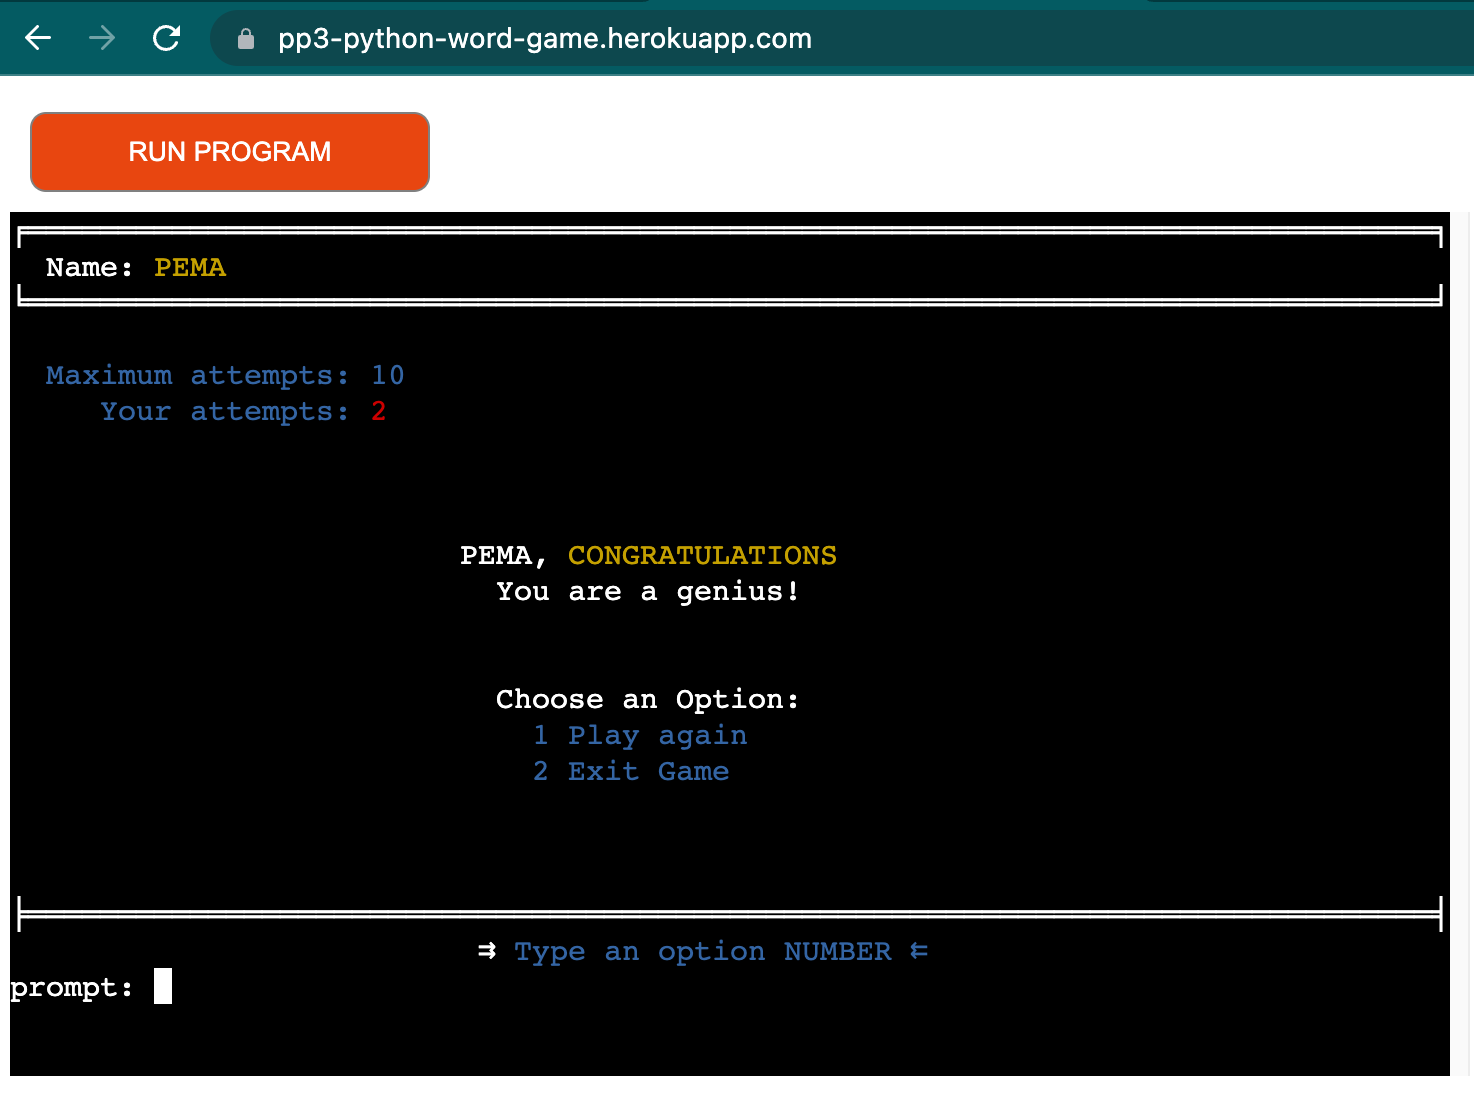 pp3-python-word-game.herokuapp.com
RUN PROGRAM
Name: PEMA
Maximum attempts: 10
Your attempts: 2
PEMA, CONGRATULATIONS
You are a genius!
Choose an Option:
1 Play again
2 Exit Game
⇉ Type an option NUMBER ⇇
prompt: